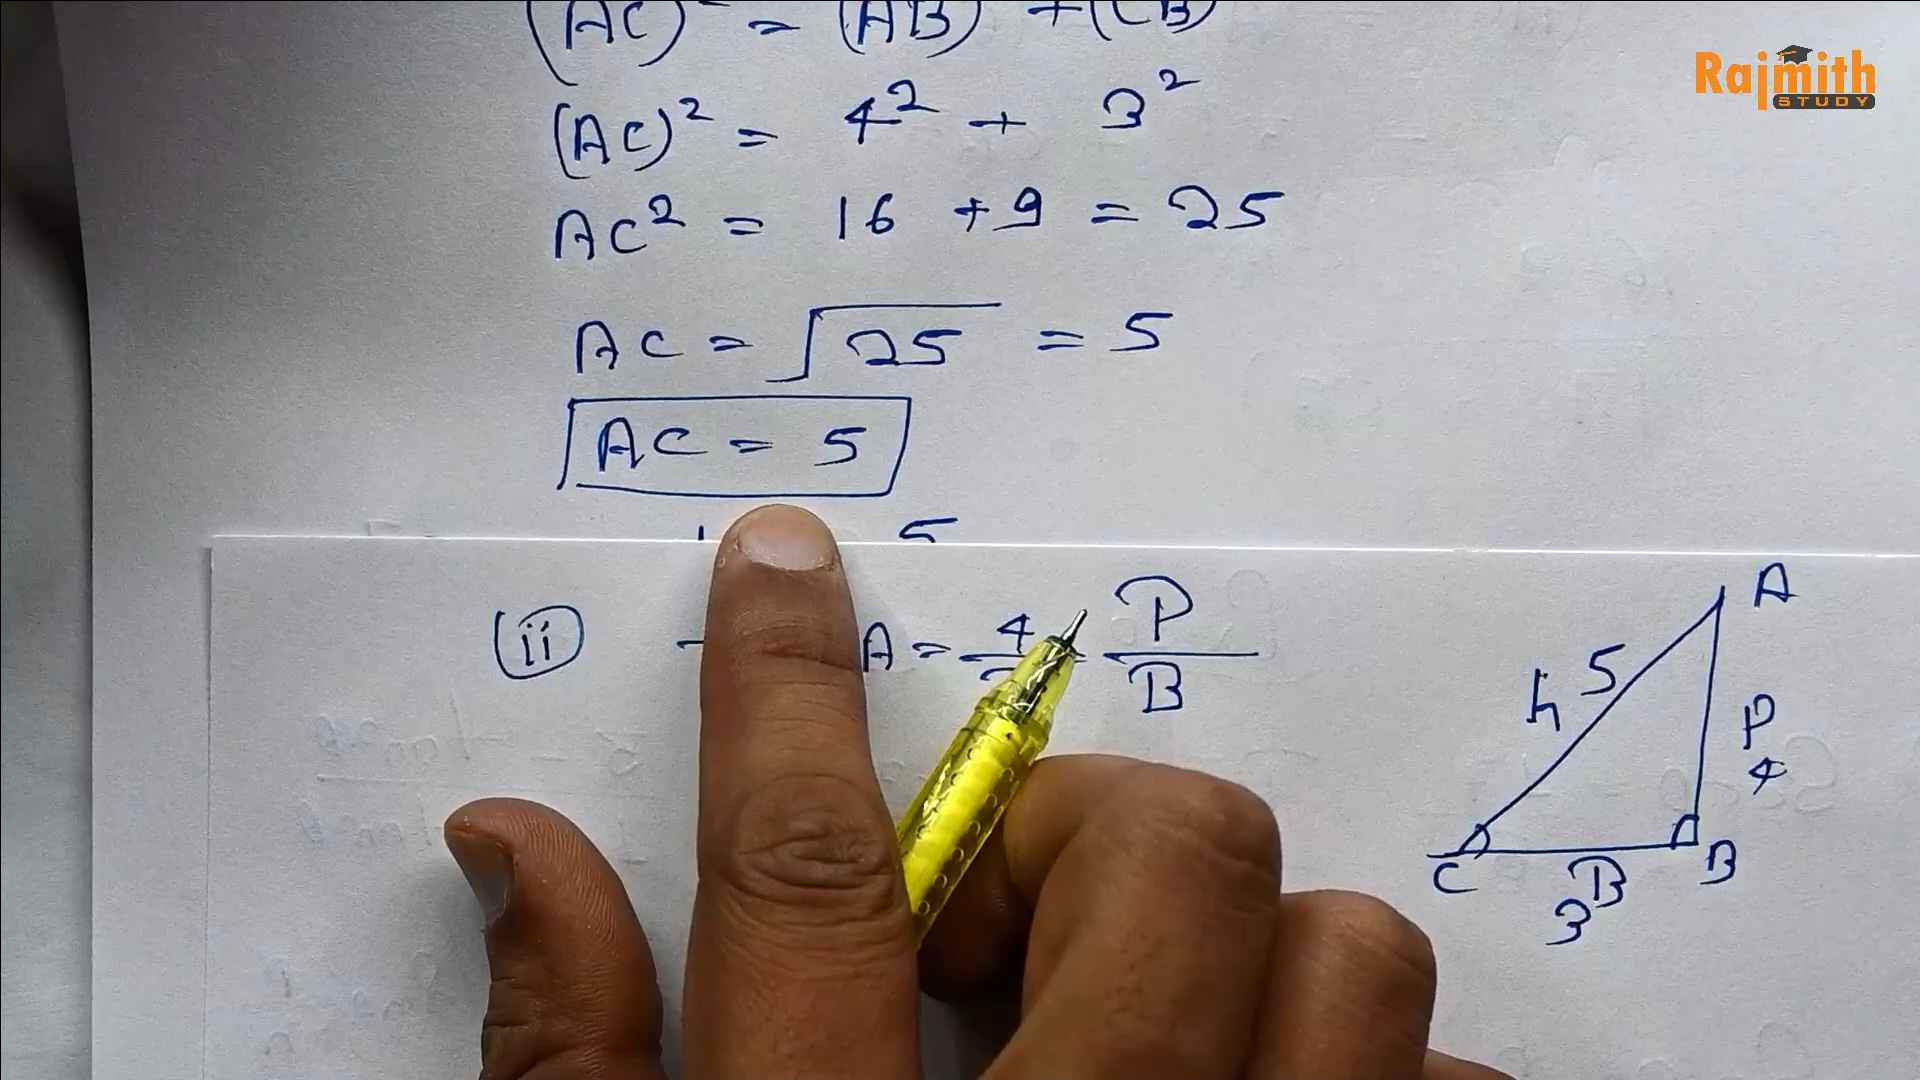 (AC)² = (AB)² + (CB)²
(AC)² = 4² + 3²
AC² = 16 + 9 = 25
AC = √25 = 5
AC = 5
5
(ii) A = 4/ = P/B
A
h 5
P
4
C B B
3
Rajmith
STUDY